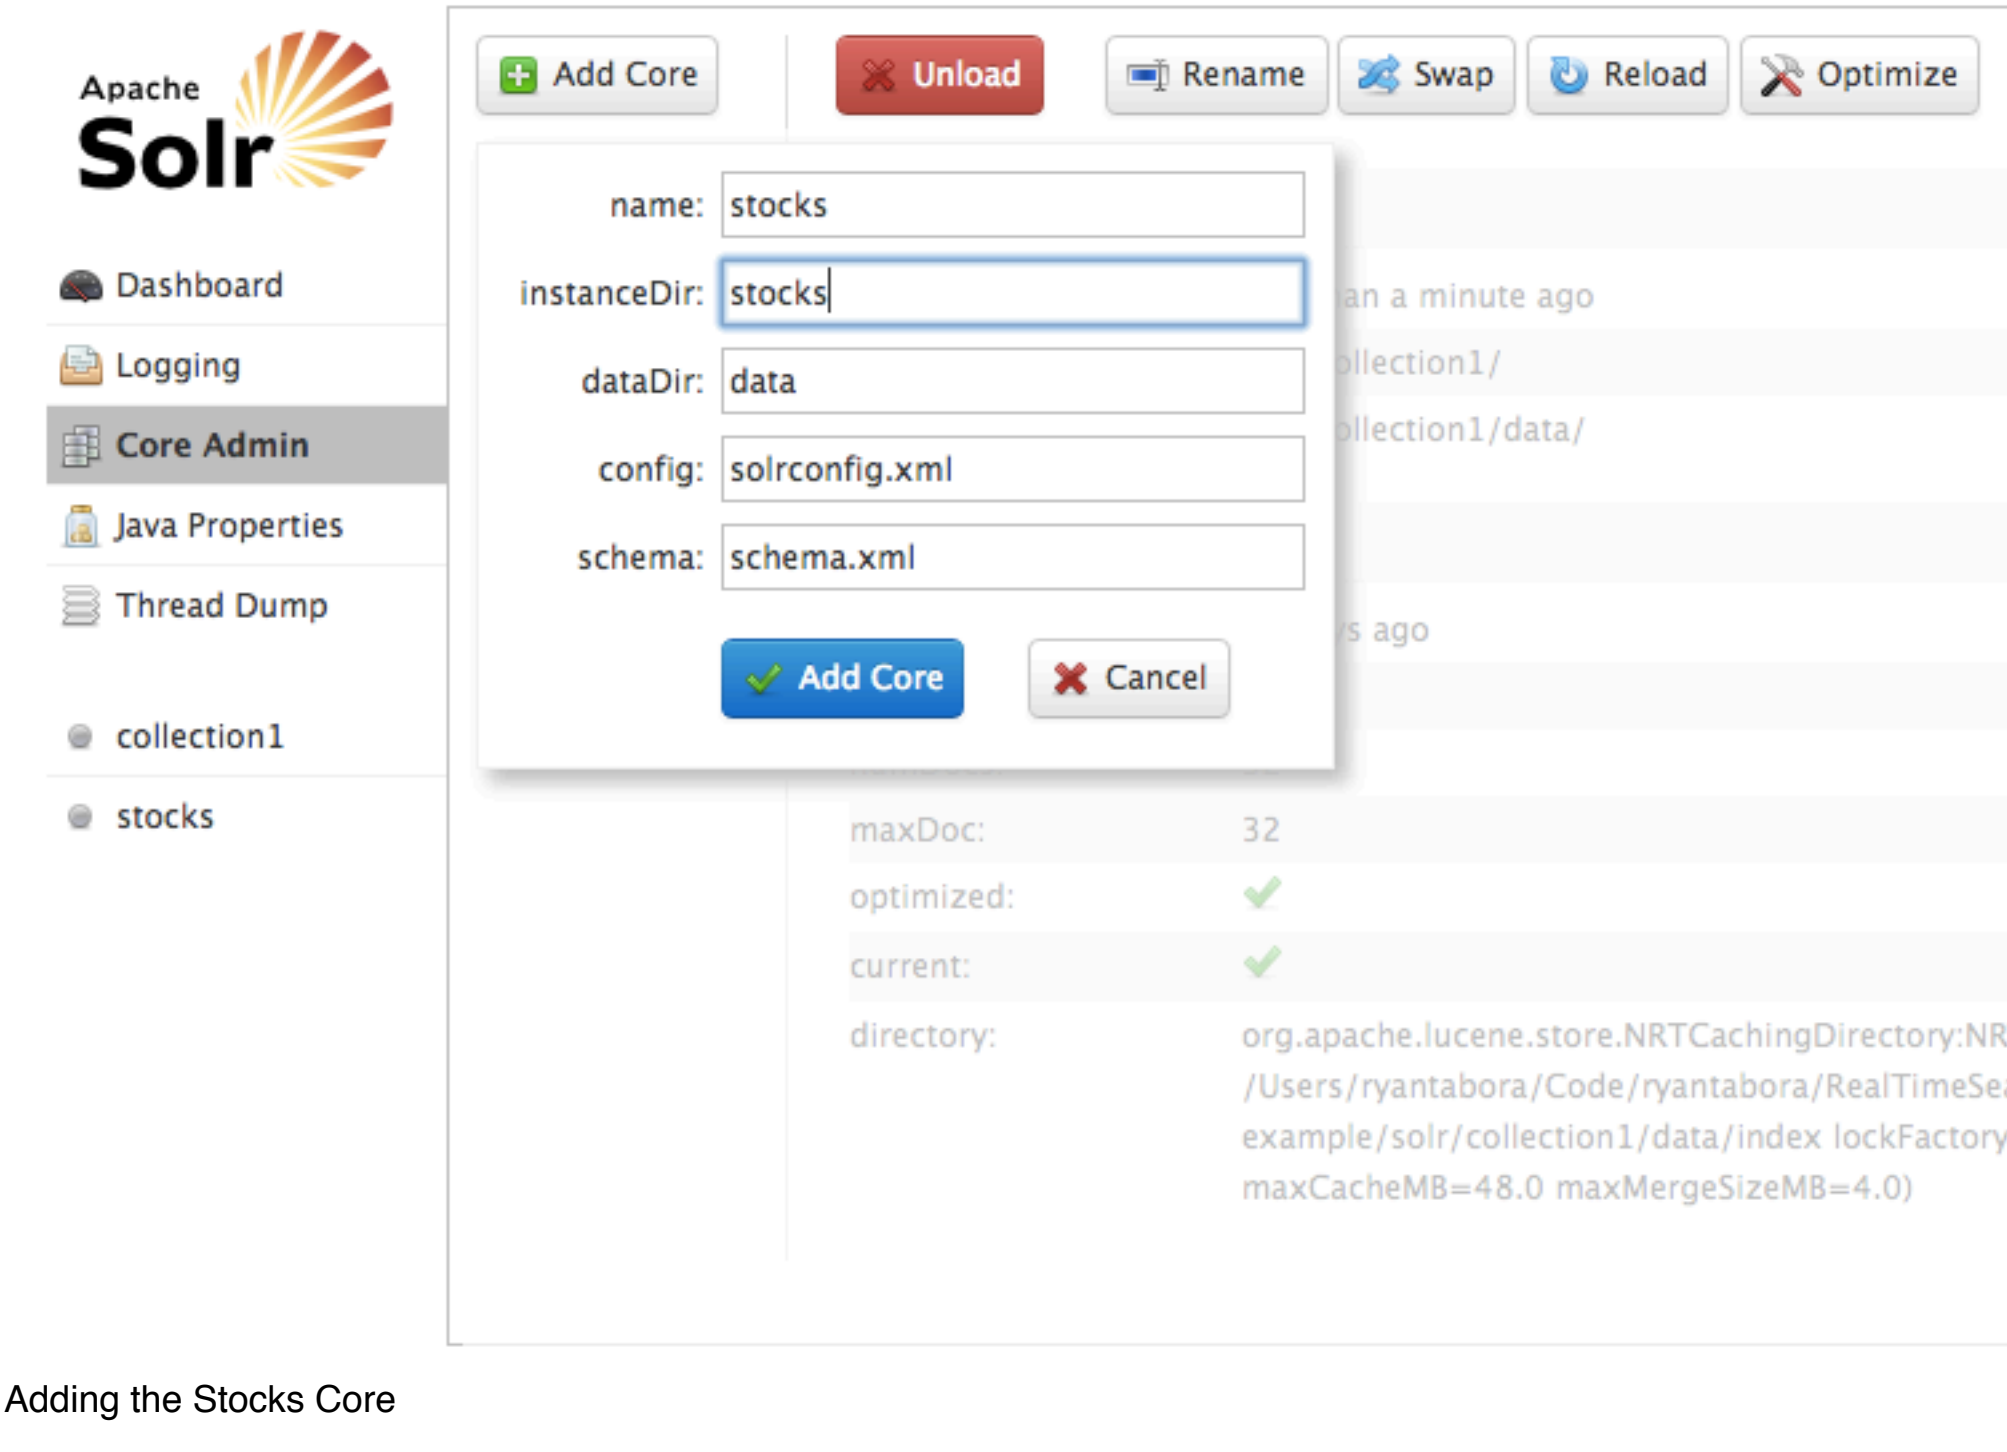 Apache
Solr
Dashboard
Logging
Core Admin
Java Properties
Thread Dump
collection1
stocks
Add Core
Unload
Rename
Swap
Reload
Optimize
name: stocks
instanceDir: stocks
dataDir: data
config: solrconfig.xml
schema: schema.xml
Add Core
Cancel
an a minute ago
ollection1/
ollection1/data/
s ago
maxDoc: 32
optimized:
current:
directory: org.apache.lucene.store.NRTCachingDirectory:NR
/Users/ryantabora/Code/ryantabora/RealTimeSea
example/solr/collection1/data/index lockFactory
maxCacheMB=48.0 maxMergeSizeMB=4.0)
Adding the Stocks Core